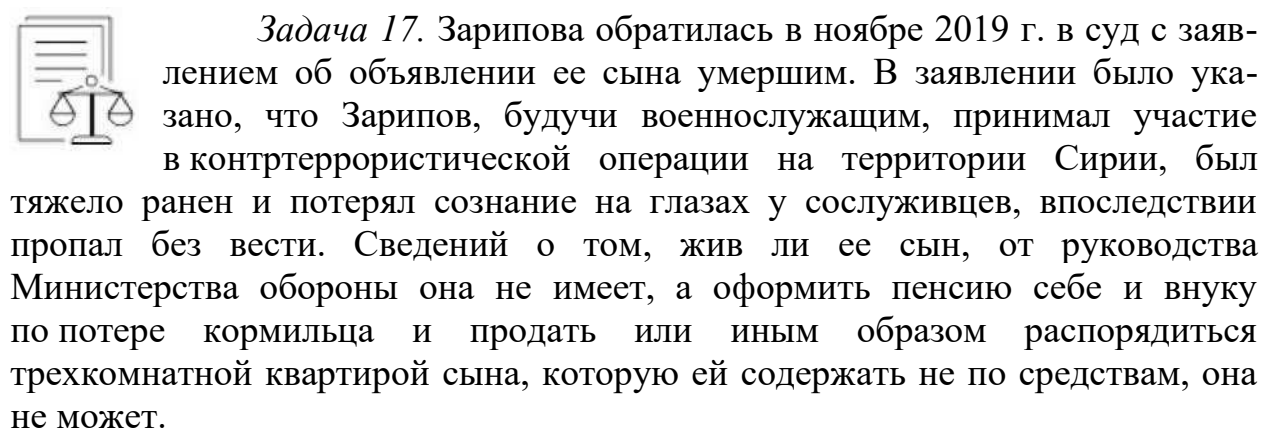 Задача 17. Зарипова обратилась в ноябре 2019 г. в суд с заяв-
лением об объявлении ее сына умершим. В заявлении было ука-
зано, что Зарипов, будучи военнослужащим, принимал участие
в контртеррористической операции на территории Сирии, был
тяжело ранен и потерял сознание на глазах у сослуживцев, впоследствии
пропал без вести. Сведений о том, жив ли ее сын, от руководства
Министерства обороны она не имеет, а оформить пенсию себе и внуку
по потере кормильца и продать или иным образом распорядиться
трехкомнатной квартирой сына, которую ей содержать не по средствам, она
не может.